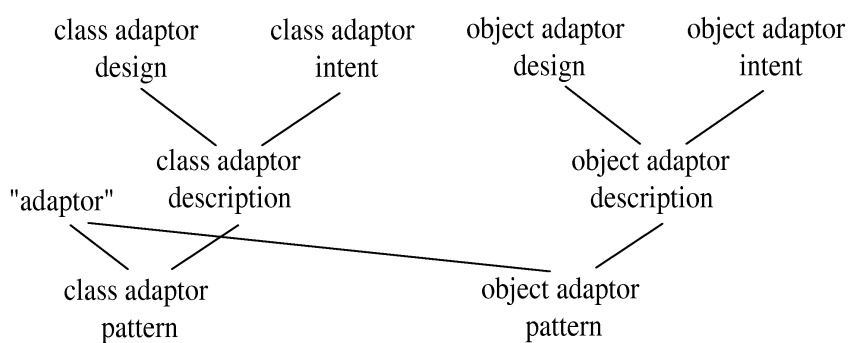 class adaptor
design
class adaptor
intent
object adaptor
design
object adaptor
intent
class adaptor
description
object adaptor
description
"adaptor"
class adaptor
pattern
object adaptor
pattern